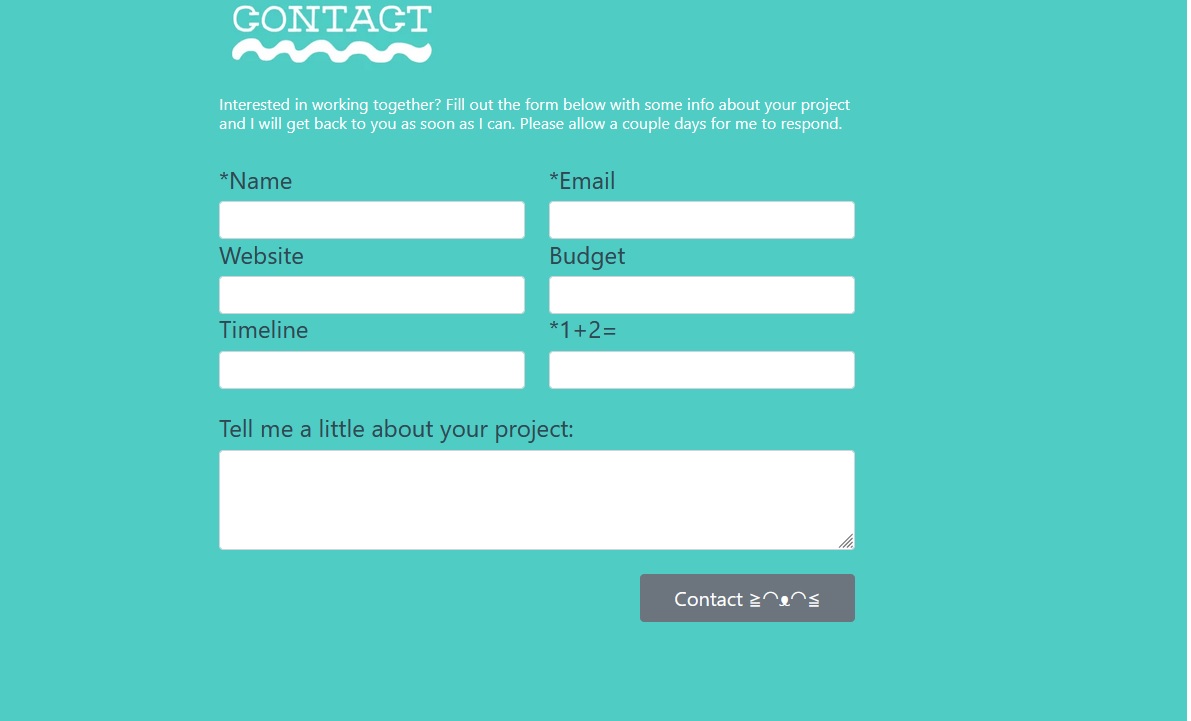 CONTACT
Interested in working together? Fill out the form below with some info about your project
and I will get back to you as soon as I can. Please allow a couple days for me to respond.
*Name *Email
Website Budget
Timeline *1+2=
Tell me a little about your project:
Contact ≧◠ᴥ◠≦